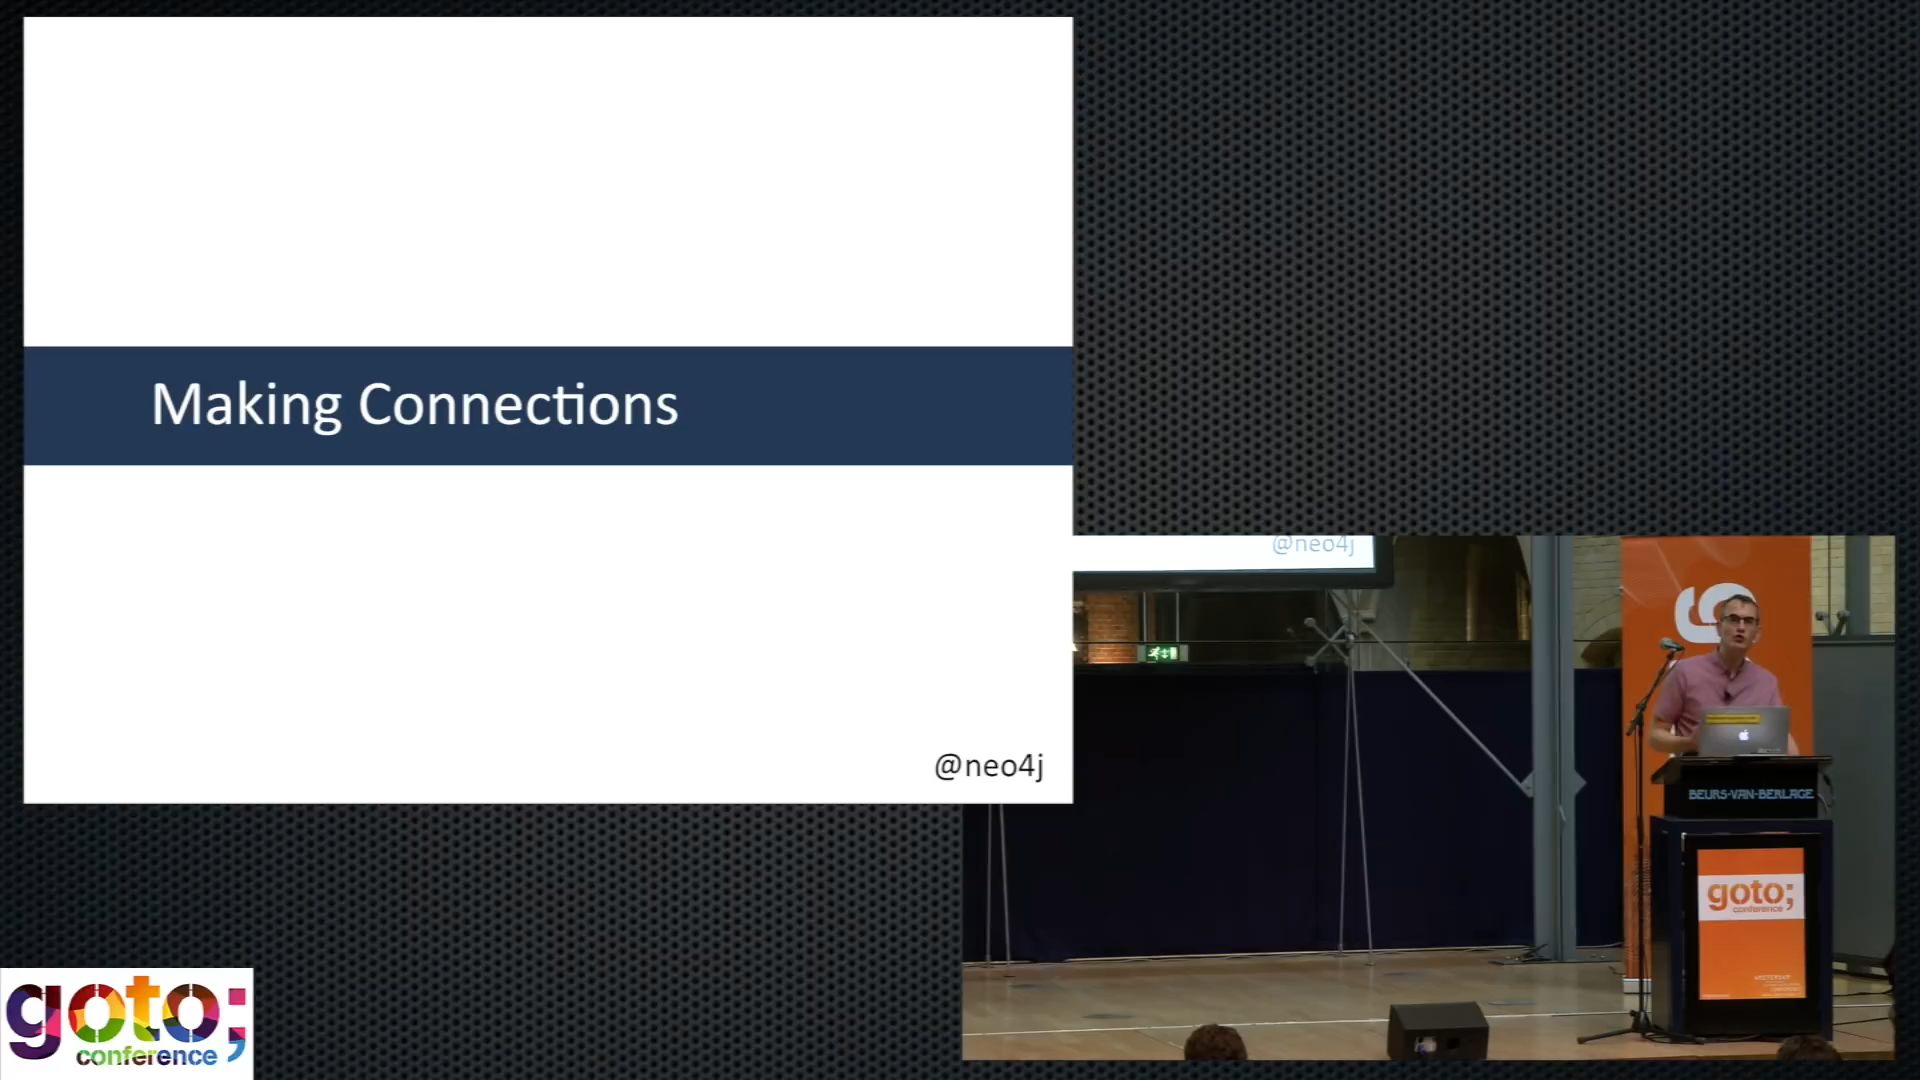 Making Connections
@neo4j
@neo4j
BEURS-VAN-BERLAGE
goto;
conference
goto;
conference